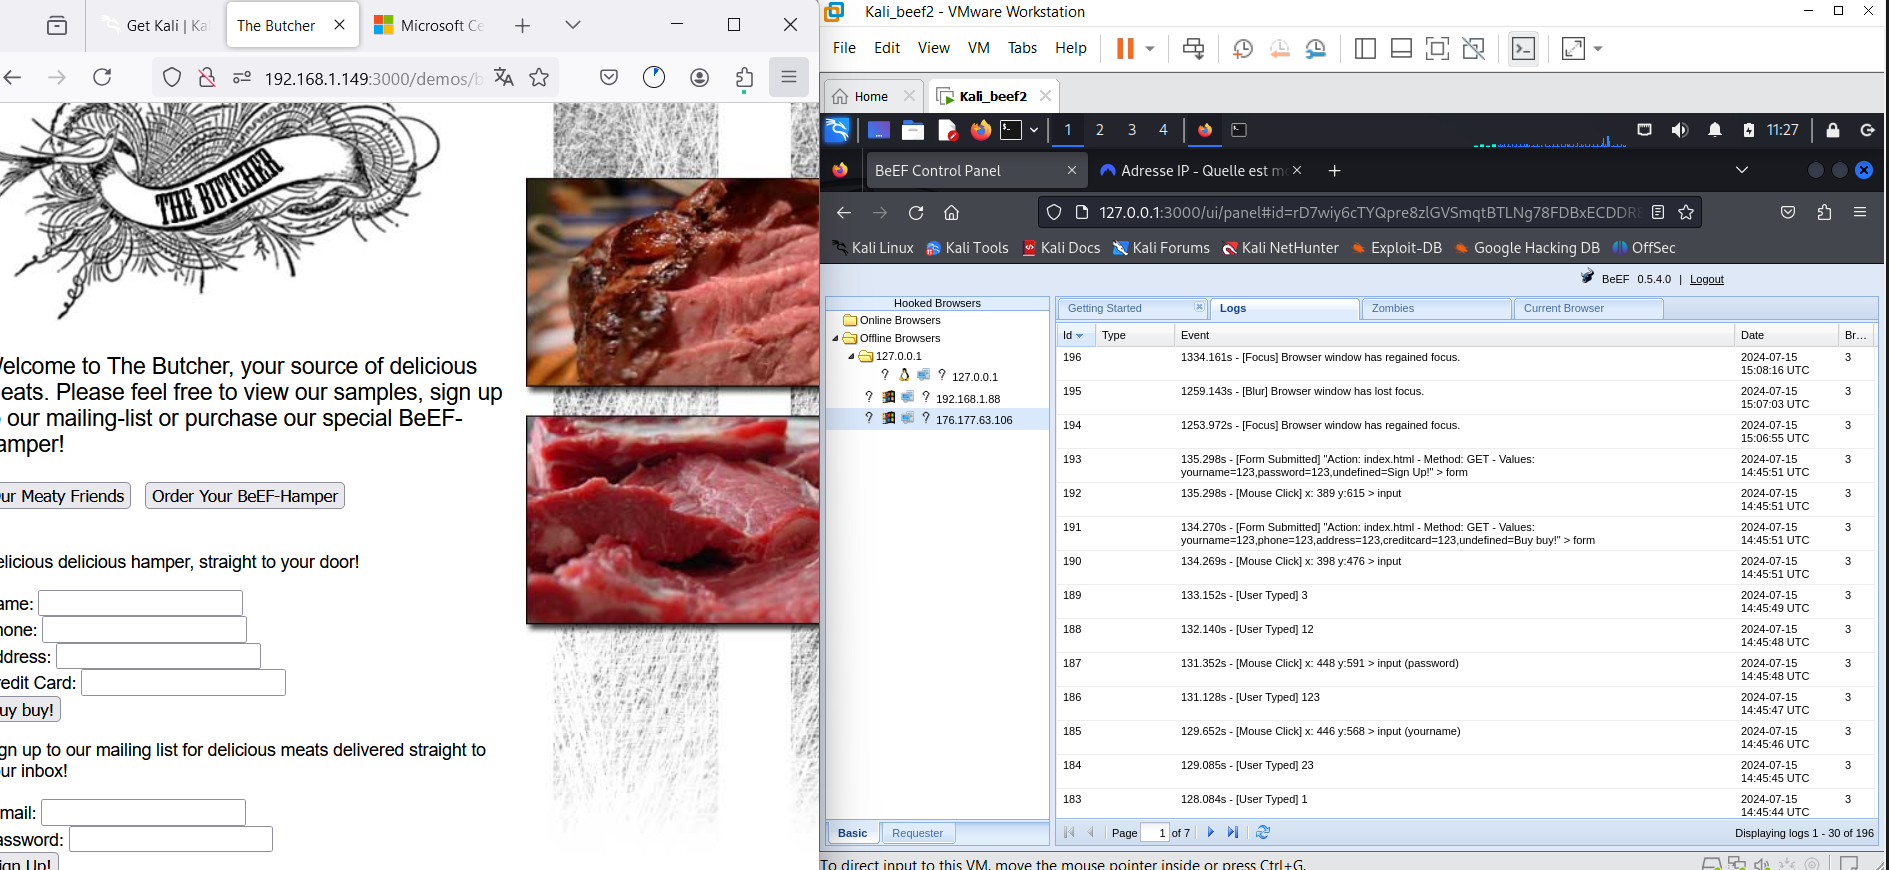 Get Kali | Ka
The Butcher
Microsoft Ce
192.168.1.149:3000/demos/b
THE BUTCHER
elcome to The Butcher, your source of delicious
eats. Please feel free to view our samples, sign up
our mailing-list or purchase our special BeEF-
amper!
ur Meaty Friends
Order Your BeEF-Hamper
elicious delicious hamper, straight to your door!
ame:
hone:
ddress:
redit Card:
uy buy!
gn up to our mailing list for delicious meats delivered straight to
ur inbox!
mail:
assword:
ign Up!
Kali_beef2 - VMware Workstation
File Edit View VM Tabs Help
Home
Kali_beef2
1 2 3 4
11:27
BeEF Control Panel
Adresse IP - Quelle est m
127.0.0.1:3000/ui/panel#id=rD7wiy6cTYQpre8zlGVSmqtBTLNg78FDBxECDDR8
Kali Linux Kali Tools Kali Docs Kali Forums Kali NetHunter Exploit-DB Google Hacking DB OffSec
BeEF 0.5.4.0 | Logout
Hooked Browsers
Online Browsers
Offline Browsers
127.0.0.1
? ? 127.0.0.1
? ? 192.168.1.88
? ? 176.177.63.106
Basic
Requester
Getting Started
Logs
Zombies
Current Browser
Id Type Event Date Br...
196 1334.161s - [Focus] Browser window has regained focus. 2024-07-15 3
15:08:16 UTC
195 1259.143s - [Blur] Browser window has lost focus. 2024-07-15 3
15:07:03 UTC
194 1253.972s - [Focus] Browser window has regained focus. 2024-07-15 3
15:06:55 UTC
193 135.298s - [Form Submitted] "Action: index.html - Method: GET - Values: 2024-07-15 3
yourname=123,password=123,undefined=Sign Up!" > form 14:45:51 UTC
192 135.298s - [Mouse Click] x: 389 y:615 > input 2024-07-15 3
14:45:51 UTC
191 134.270s - [Form Submitted] "Action: index.html - Method: GET - Values: 2024-07-15 3
yourname=123,phone=123,address=123,creditcard=123,undefined=Buy buy!" > form 14:45:51 UTC
190 134.269s - [Mouse Click] x: 398 y:476 > input 2024-07-15 3
14:45:51 UTC
189 133.152s - [User Typed] 3 2024-07-15 3
14:45:49 UTC
188 132.140s - [User Typed] 12 2024-07-15 3
14:45:48 UTC
187 131.352s - [Mouse Click] x: 448 y:591 > input (password) 2024-07-15 3
14:45:48 UTC
186 131.128s - [User Typed] 123 2024-07-15 3
14:45:47 UTC
185 129.652s - [Mouse Click] x: 446 y:568 > input (yourname) 2024-07-15 3
14:45:46 UTC
184 129.085s - [User Typed] 23 2024-07-15 3
14:45:45 UTC
183 128.084s - [User Typed] 1 2024-07-15 3
14:45:44 UTC
Page 1 of 7
Displaying logs 1 - 30 of 196
To direct input to this VM, move the mouse pointer inside or press Ctrl+G.